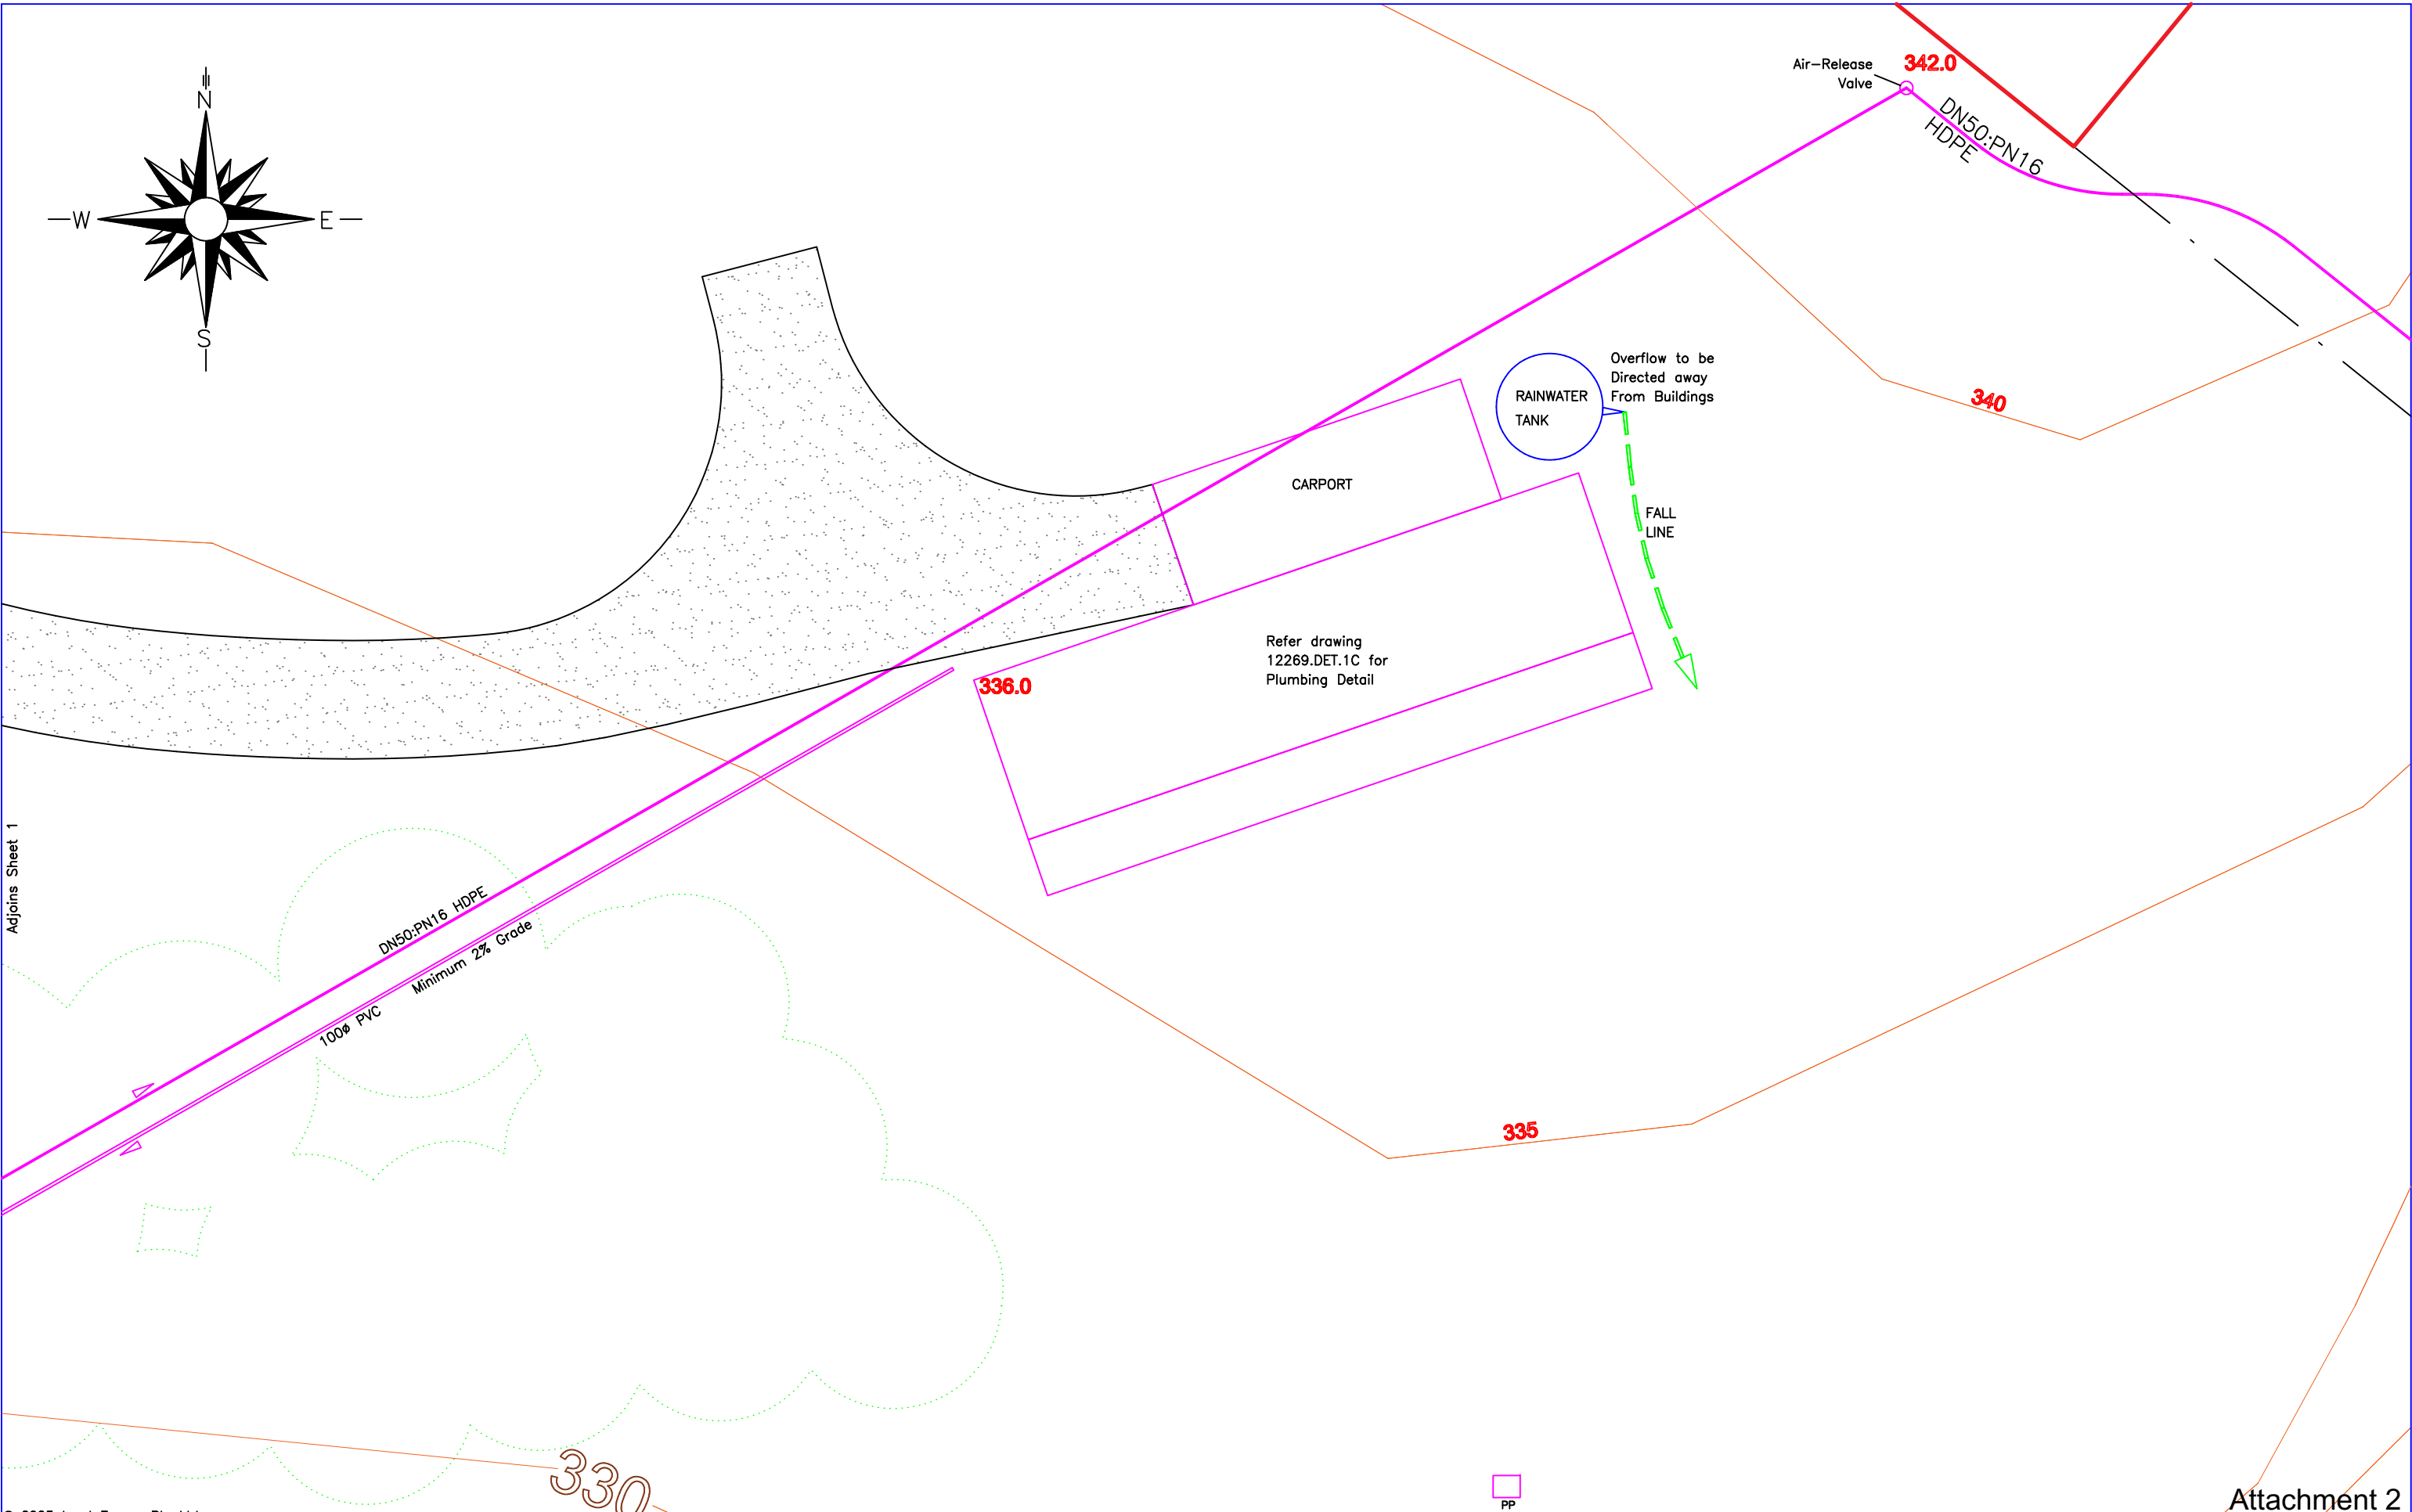 N
W
E
S
Air-Release
Valve
342.0
DN50:PN16
HDPE
Overflow to be
Directed away
From Buildings
RAINWATER
TANK
340
CARPORT
FALL
LINE
Refer drawing
12269.DET.1C for
Plumbing Detail
336.0
Adjoins Sheet 1
DN50:PN16 HDPE
Minimum 2% Grade
100ø PVC
335
330
PP
Attachment 2